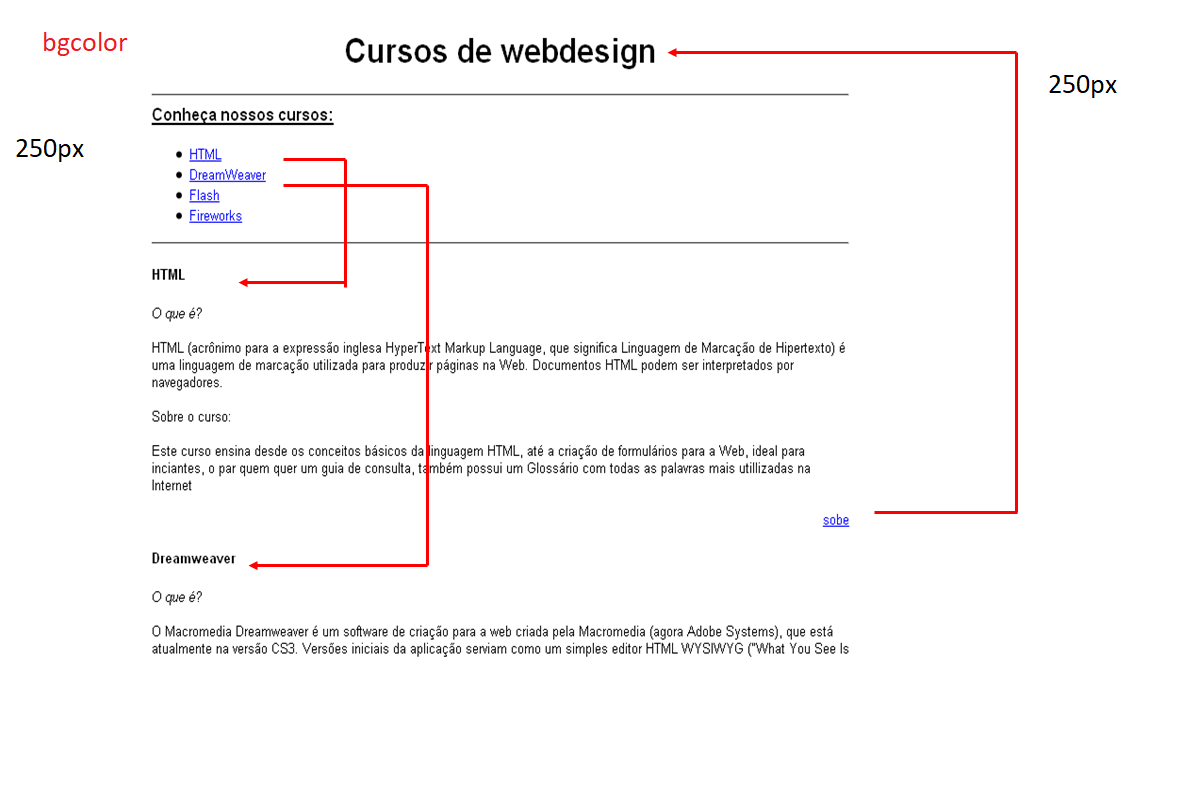 bgcolor
Cursos de webdesign
250px
Conheça nossos cursos:
250px
HTML
DreamWeaver
Flash
Fireworks
HTML
O que é?
HTML (acrônimo para a expressão inglesa HyperText Markup Language, que significa Linguagem de Marcação de Hipertexto) é
uma linguagem de marcação utilizada para produzir páginas na Web. Documentos HTML podem ser interpretados por
navegadores.
Sobre o curso:
Este curso ensina desde os conceitos básicos da linguagem HTML, até a criação de formulários para a Web, ideal para
inciantes, o par quem quer um guia de consulta, também possui um Glossário com todas as palavras mais utillizadas na
Internet
sobe
Dreamweaver
O que é?
O Macromedia Dreamweaver é um software de criação para a web criada pela Macromedia (agora Adobe Systems), que está
atualmente na versão CS3. Versões iniciais da aplicação serviam como um simples editor HTML WYSIWYG ("What You See Is